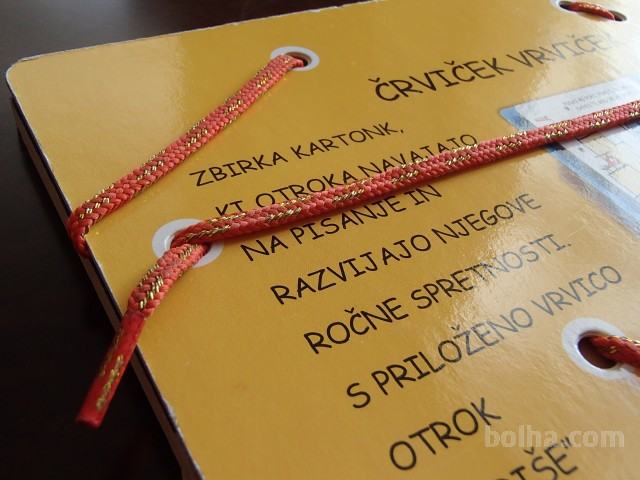 ČRVIČEK VRVIČEK
ZBIRKA KARTONK,
KI OTROKA NAVAJAJO
NA PISANJE IN
RAZVIJAJO NJEGOVE
ROČNE SPRETNOSTI.
S PRILOŽENO VRVICO
OTROK
bolha.com